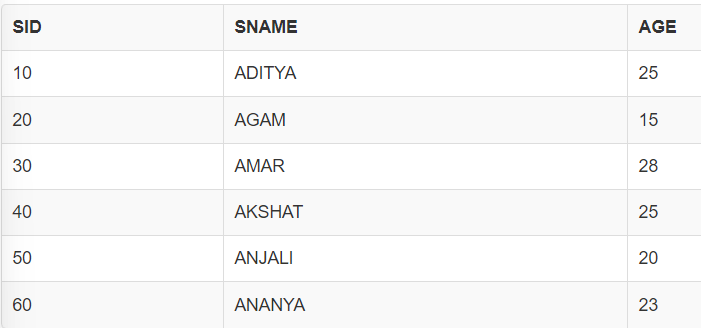 SID SNAME AGE
10 ADITYA 25
20 AGAM 15
30 AMAR 28
40 AKSHAT 25
50 ANJALI 20
60 ANANYA 23